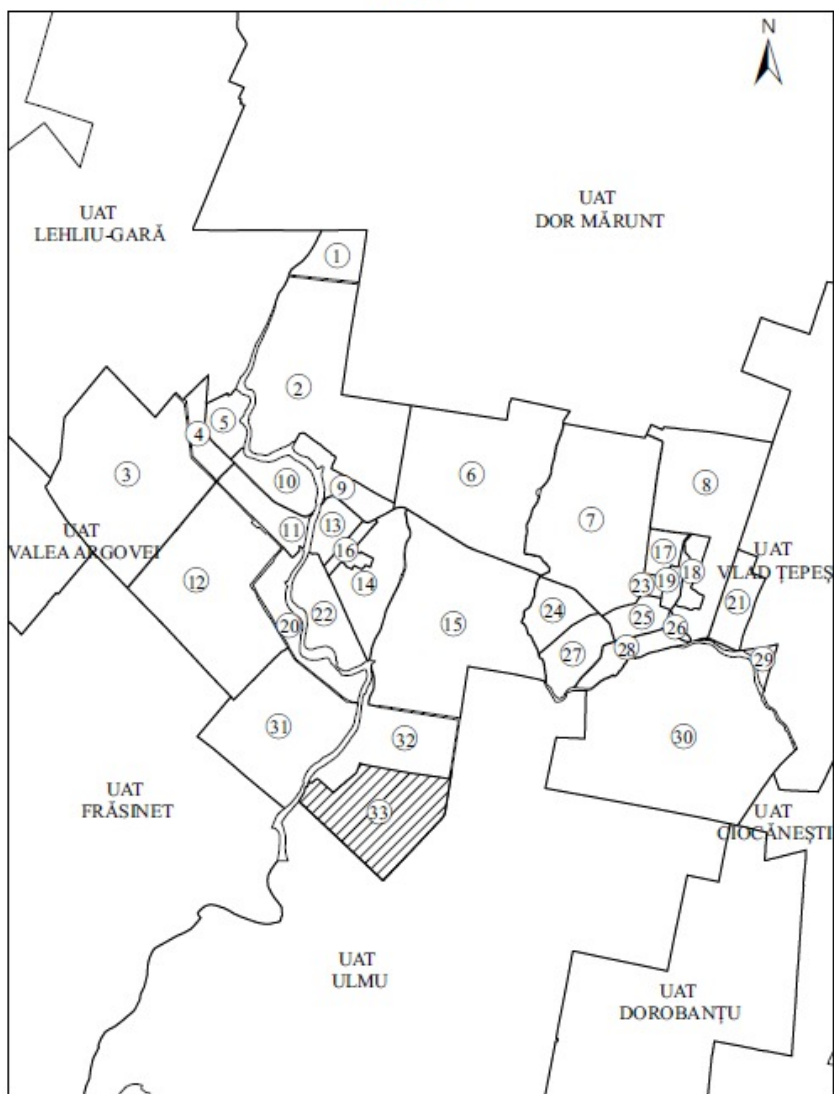 N
UAT
DOR MĂRUNT
UAT
LEHLIU-GARĂ
1
2
5
4
3
6
8
10
9
7
13
11
UAT
VALEA ARGOVEI
17
16
UAT
VLAD ȚEPEȘ
18
19
12
14
23
21
24
20
22
15
25
26
28
27
29
31
32
30
33
UAT
FRĂSINET
UAT
CIOCĂNEȘTI
UAT
ULMU
UAT
DOROBANȚU